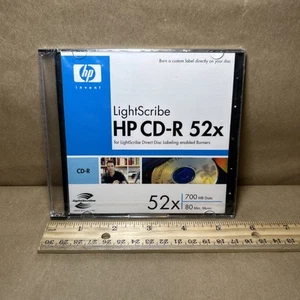 Burn a custom label directly on your disc
hp
invent
LightScribe
HP CD-R 52x
for LightScribe Direct Disc Labeling enabled Burners
CD-R
LightScribe
52x
700 MB Data
80 Min. Music